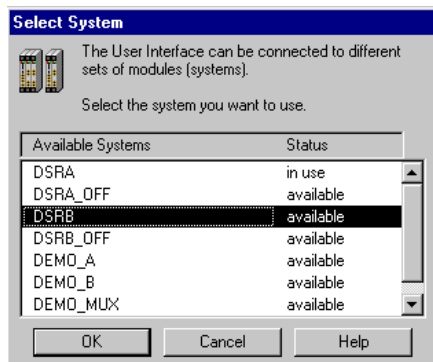 Select System
The User Interface can be connected to different
sets of modules (systems).
Select the system you want to use.
Available Systems Status
DSRA in use
DSRA_OFF available
DSRB available
DSRB_OFF available
DEMO_A available
DEMO_B available
DEMO_MUX available
OK Cancel Help